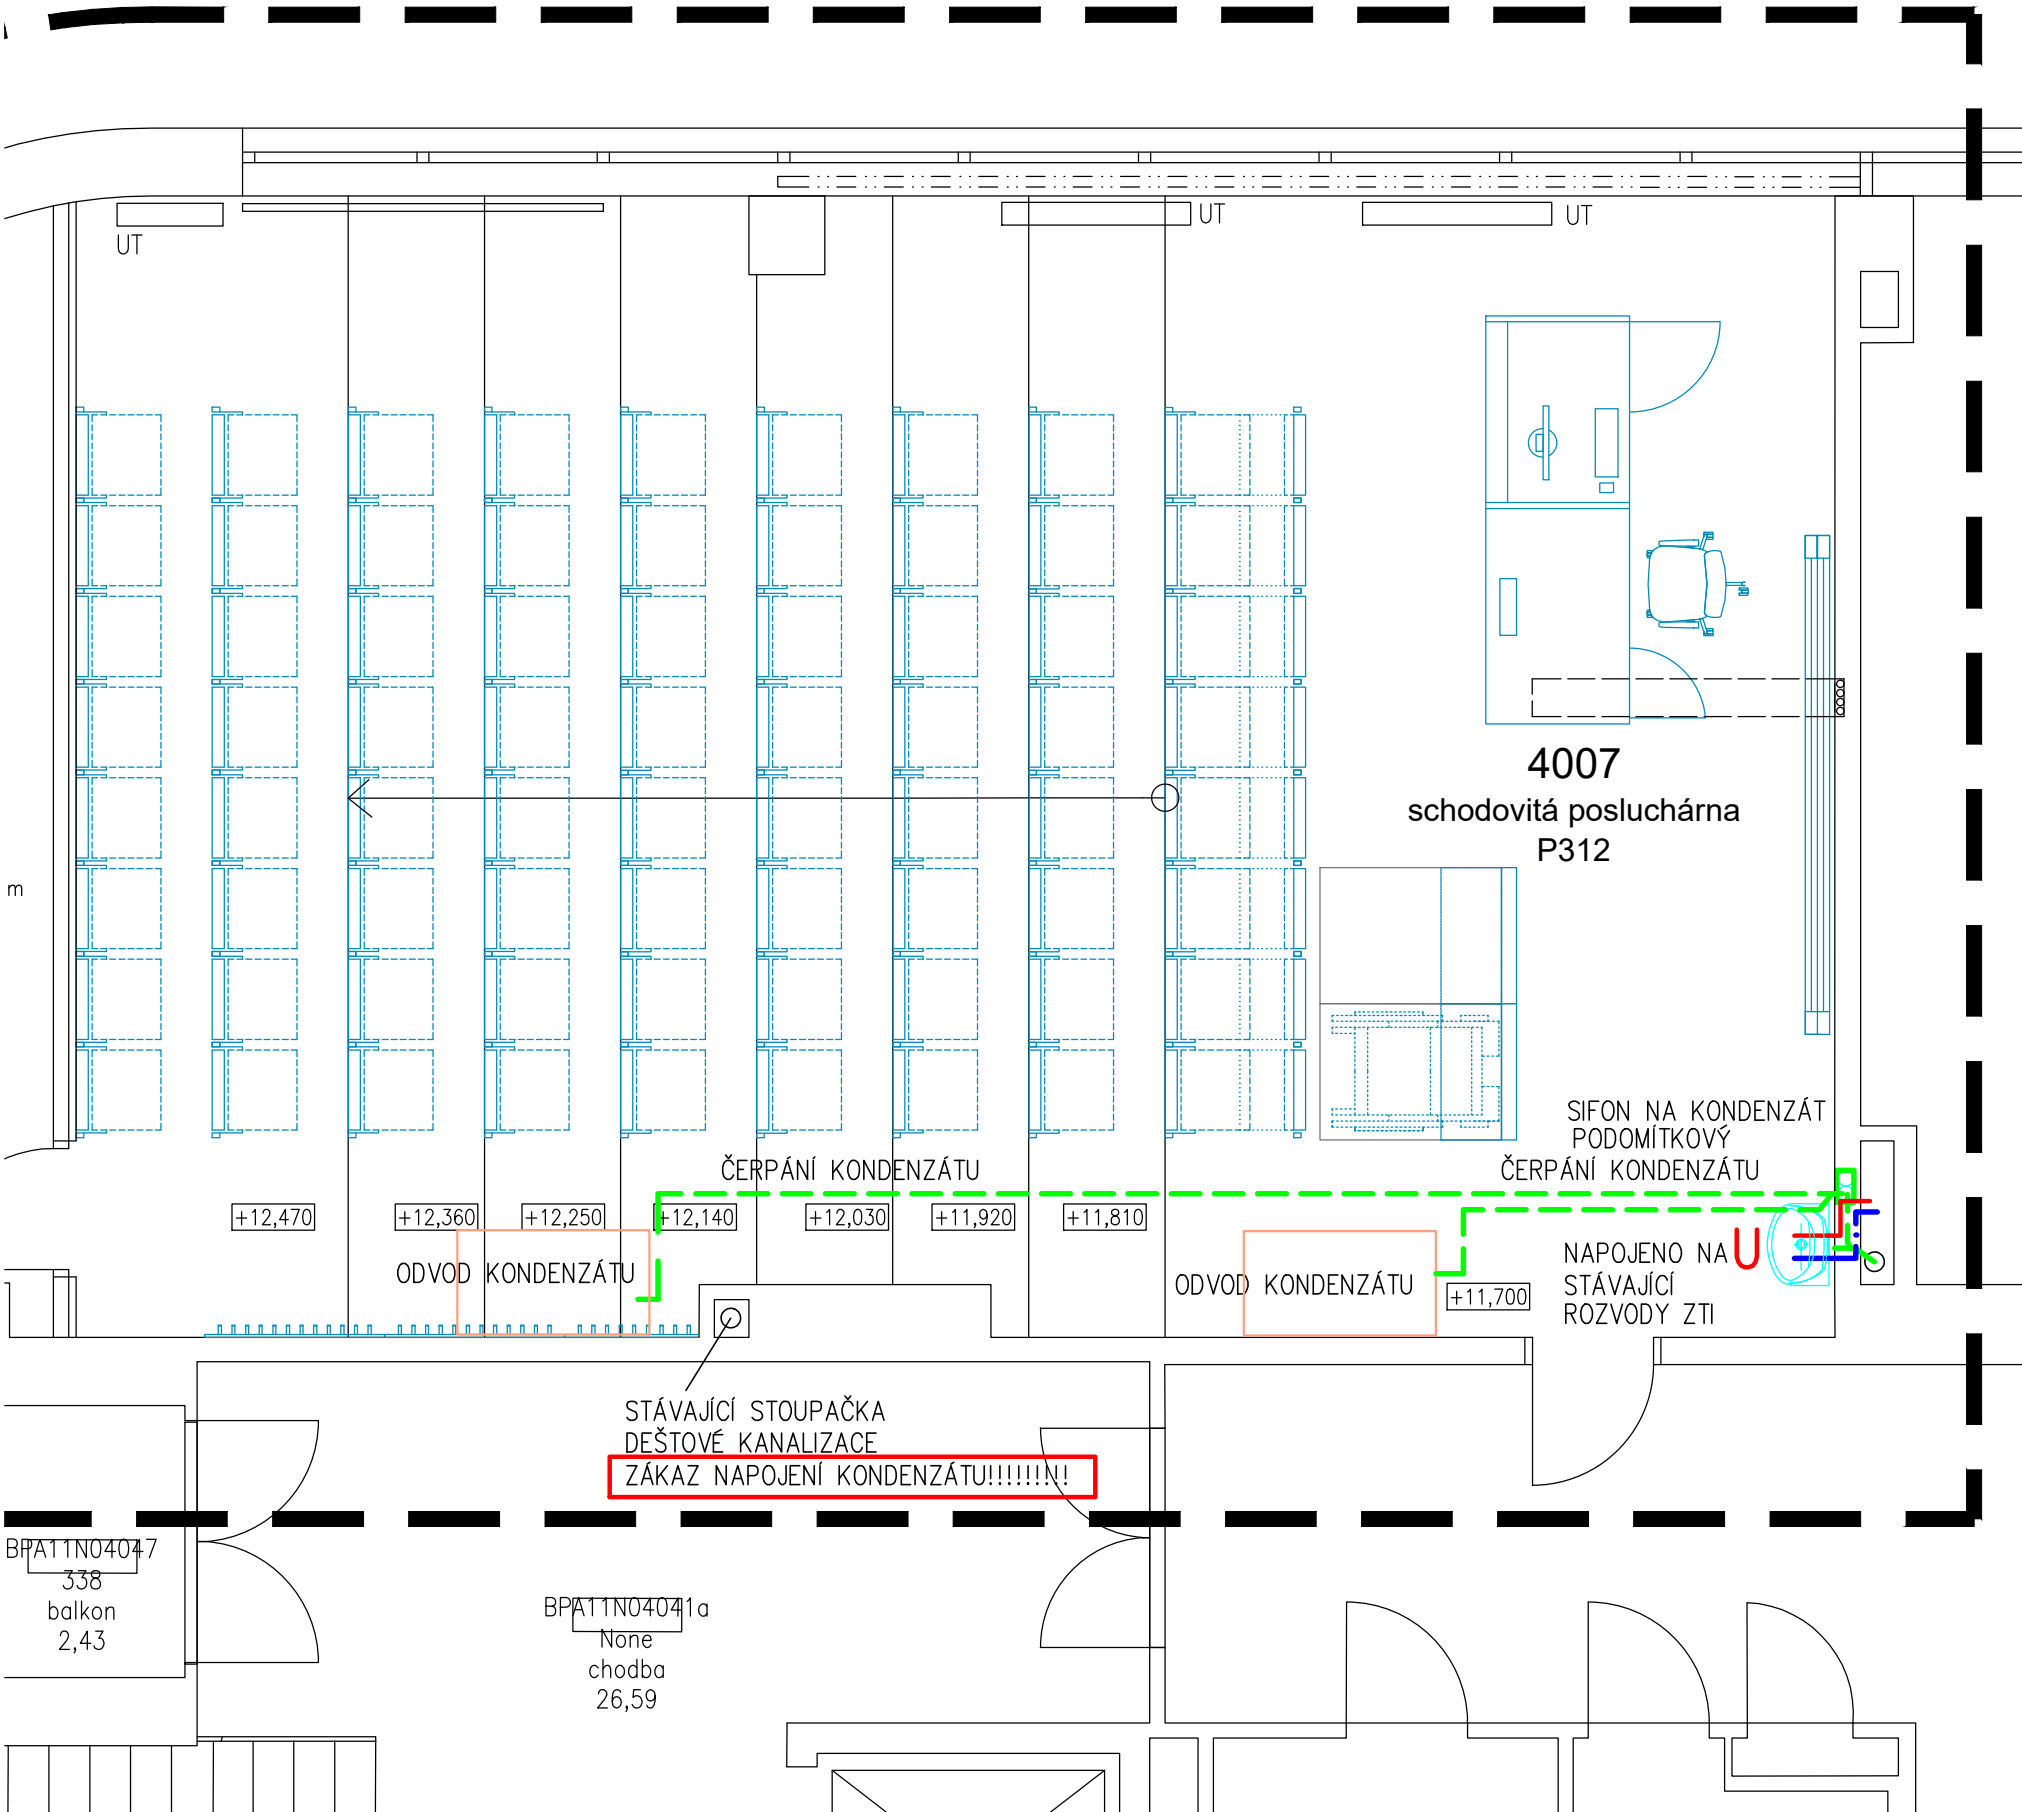 UT
UT
UT
4007
schodovitá posluchárna
P312
m
SIFON NA KONDENZÁT
PODOMÍTKOVÝ
ČERPÁNÍ KONDENZÁTU
ČERPÁNÍ KONDENZÁTU
+12,470
+12,360
+12,250
+12,140
+12,030
+11,920
+11,810
ODVOD KONDENZÁTU
ODVOD KONDENZÁTU
+11,700
NAPOJENO NA
STÁVAJÍCÍ
ROZVODY ZTI
U
STÁVAJÍCÍ STOUPAČKA
DEŠTOVÉ KANALIZACE
ZÁKAZ NAPOJENÍ KONDENZÁTU!!!!!!!!!
BPA11N04047
338
balkon
2,43
BPA11N04041a
None
chodba
26,59